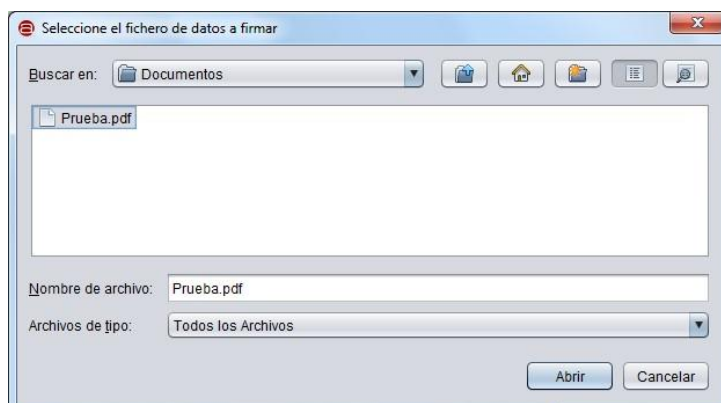 Seleccione el fichero de datos a firmar
Buscar en: Documentos
Prueba.pdf
Nombre de archivo: Prueba.pdf
Archivos de tipo: Todos los Archivos
Abrir Cancelar